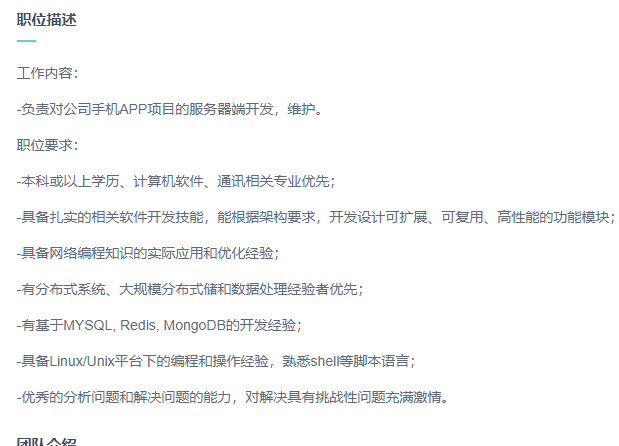 职位描述
工作内容：
-负责对公司手机APP项目的服务器端开发，维护。
职位要求：
-本科或以上学历、计算机软件、通讯相关专业优先；
-具备扎实的相关软件开发技能，能根据架构要求，开发设计可扩展、可复用、高性能的功能模块；
-具备网络编程知识的实际应用和优化经验；
-有分布式系统、大规模分布式储和数据处理经验者优先；
-有基于MYSQL, Redis, MongoDB的开发经验；
-具备Linux/Unix平台下的编程和操作经验，熟悉shell等脚本语言；
-优秀的分析问题和解决问题的能力，对解决具有挑战性问题充满激情。
团队介绍